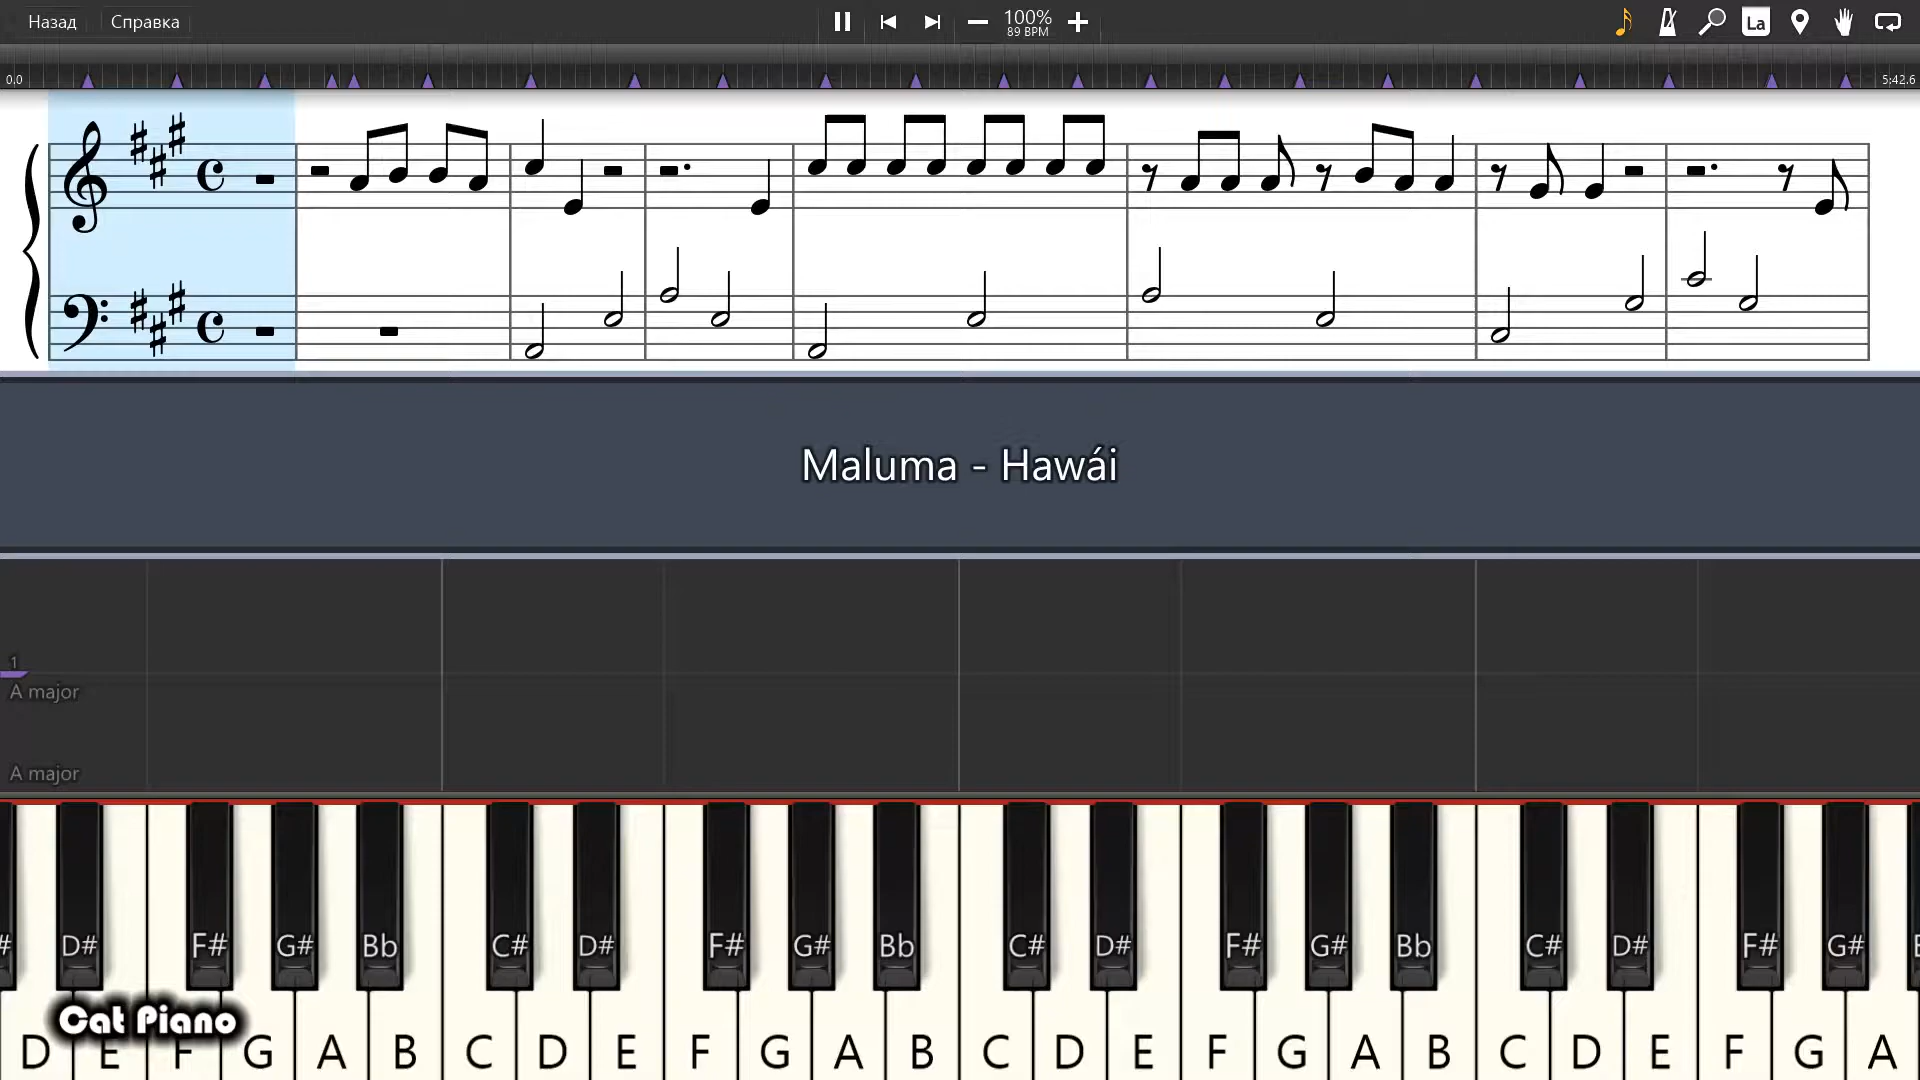 Назад Справка 100% La
89 BPM
0.0 5:42.6
Maluma - Hawái
1
A major
A major
# D# F# G# Bb C# D# F# G# Bb C# D# F# G# Bb C# D# F# G#
Cat Piano
D E F G A B C D E F G A B C D E F G A B C D E F G A